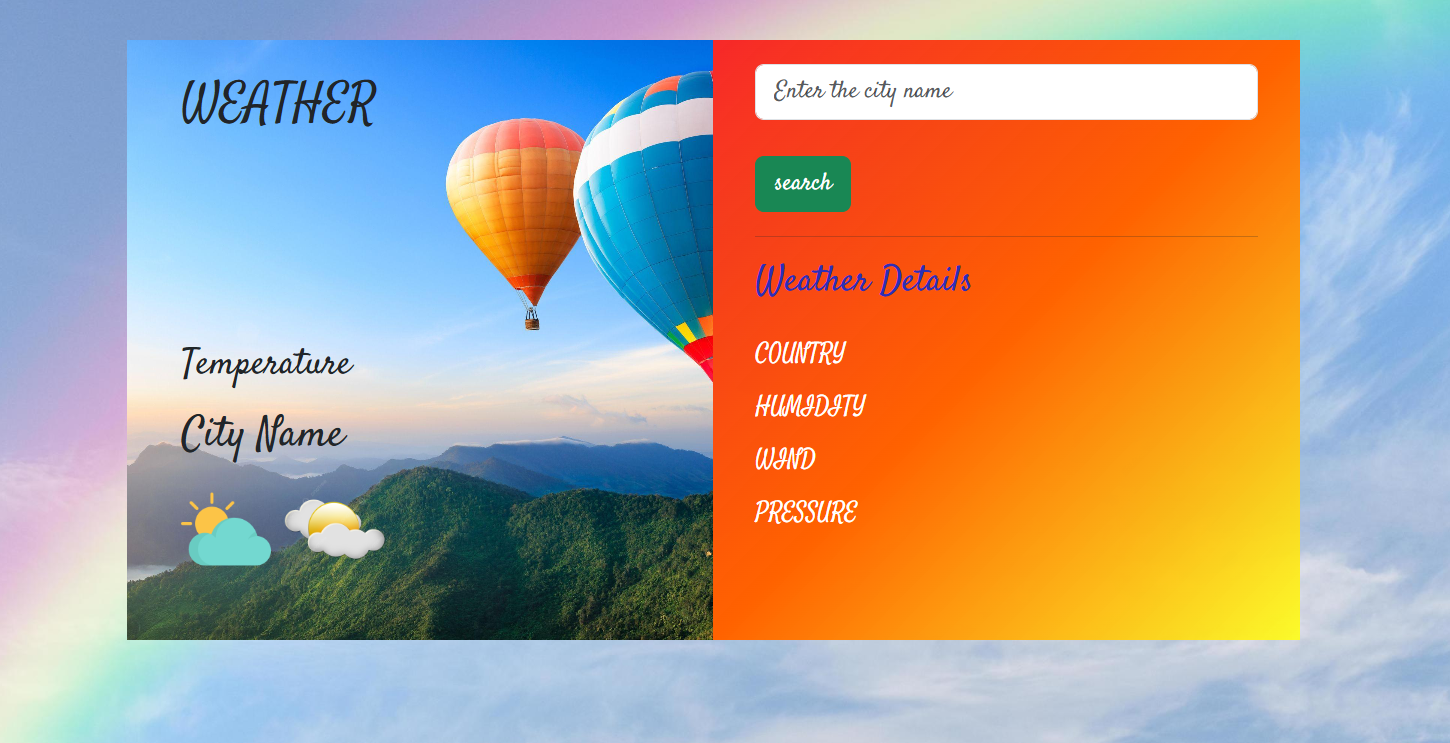 WEATHER
Temperature
City Name
Enter the city name
search
Weather Details
COUNTRY
HUMIDITY
WIND
PRESSURE